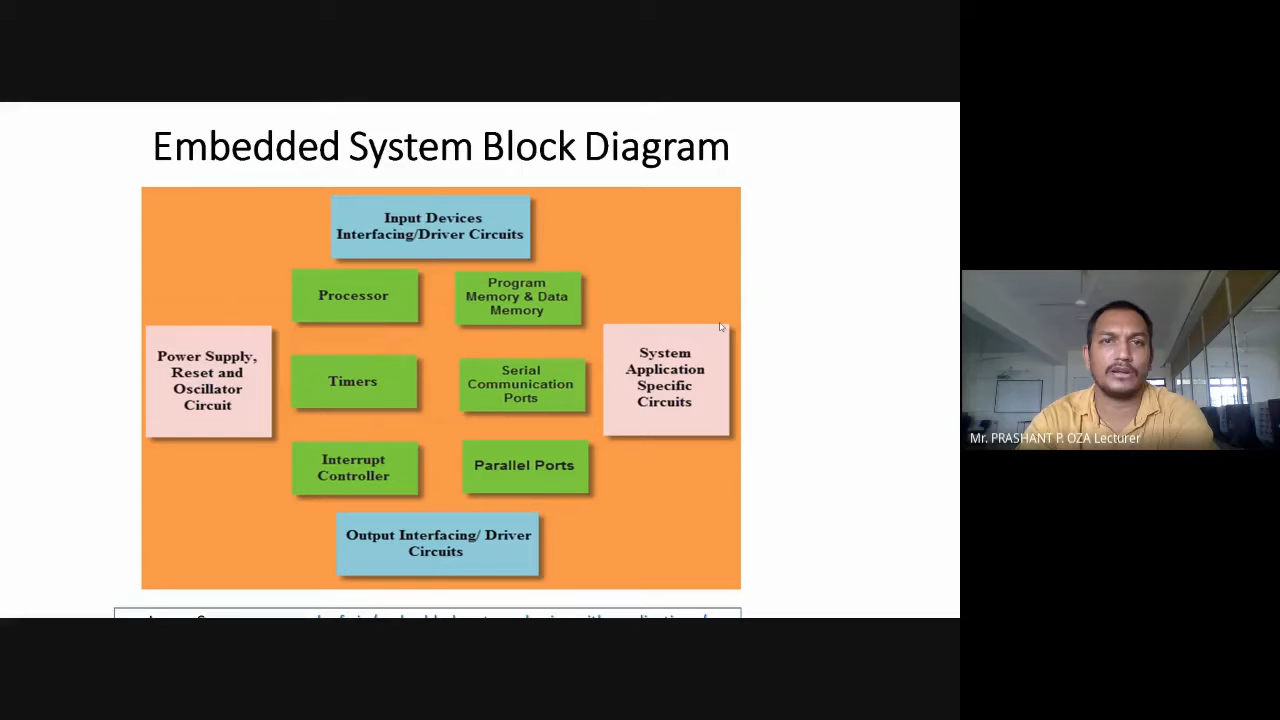 Embedded System Block Diagram
Input Devices
Interfacing/Driver Circuits
Processor
Program
Memory & Data
Memory
Power Supply,
Reset and
Oscillator
Circuit
Timers
Serial
Communication
Ports
System
Application
Specific
Circuits
Interrupt
Controller
Parallel Ports
Output Interfacing/ Driver
Circuits
Mr. PRASHANT P. OZA Lecturer